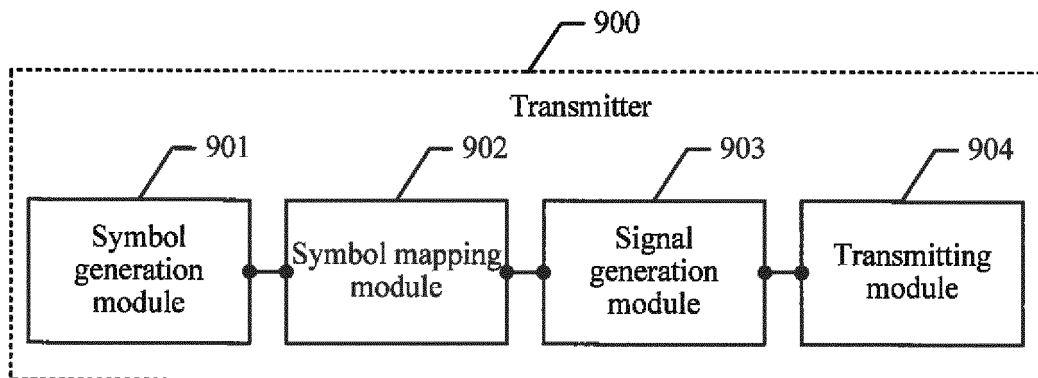 900
Transmitter
901
902
903
904
Symbol
generation
module
Symbol mapping
module
Signal
generation
module
Transmitting
module